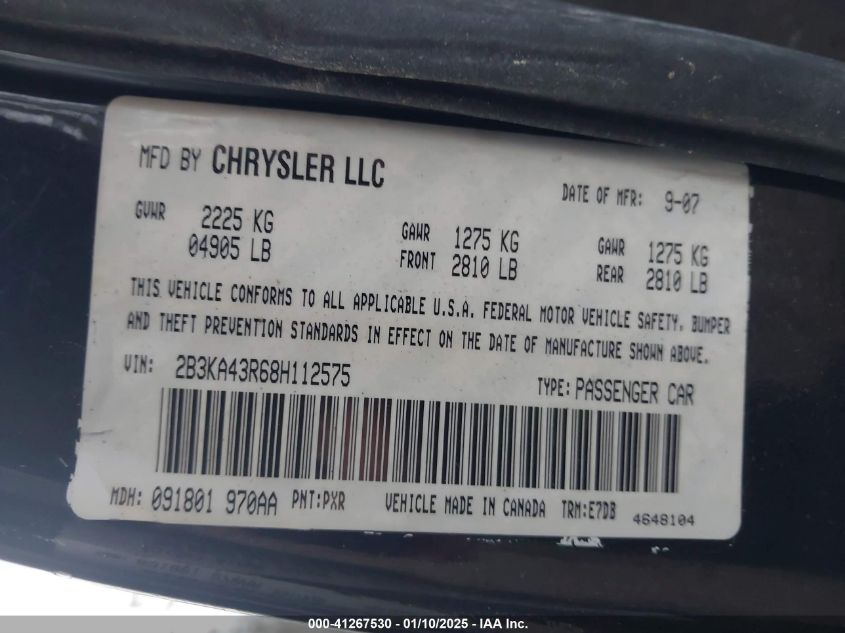 MFD BY CHRYSLER LLC
DATE OF MFR: 9-07
GVWR 2225 KG
04905 LB
GAWR FRONT 1275 KG
2810 LB
GAWR REAR 1275 KG
2810 LB
THIS VEHICLE CONFORMS TO ALL APPLICABLE U.S.A. FEDERAL MOTOR VEHICLE SAFETY, BUMPER
AND THEFT PREVENTION STANDARDS IN EFFECT ON THE DATE OF MANUFACTURE SHOWN ABOVE.
VIN: 2B3KA43R68H112575
TYPE: PASSENGER CAR
MDH: 091801 970AA PNT:PXR VEHICLE MADE IN CANADA TRM:E7DB 4648104
000-41267530 - 01/10/2025 - IAA Inc.